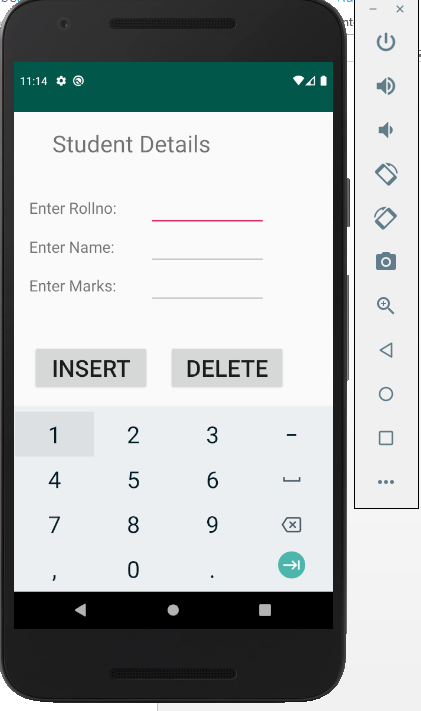 11:14
Student Details
Enter Rollno:
Enter Name:
Enter Marks:
INSERT DELETE
1 2 3 -
4 5 6
7 8 9
, 0 .